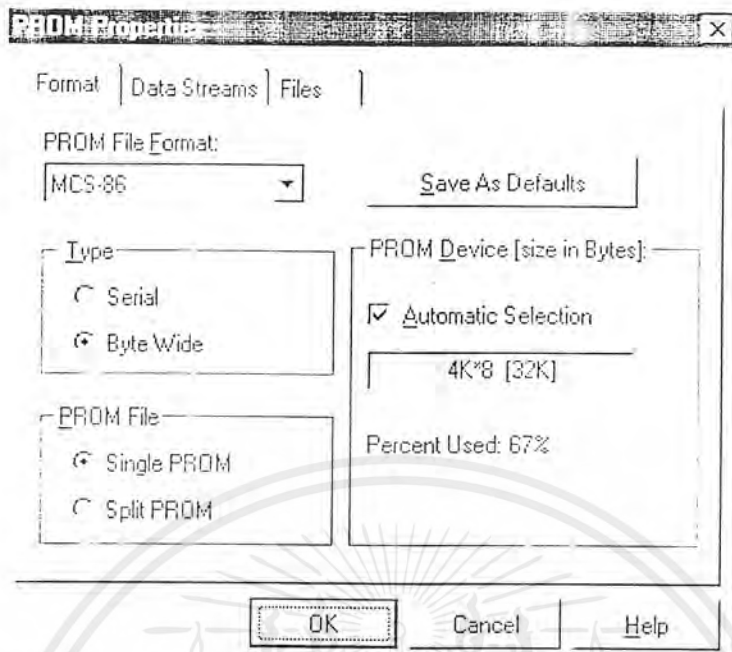 PROM Properties
Format
Data Streams
Files
PROM File Format:
MCS-86
Save As Defaults
Type
Serial
Byte Wide
PROM Device [size in Bytes]:
Automatic Selection
4K*8 [32K]
Percent Used: 67%
PROM File
Single PROM
Split PROM
OK
Cancel
Help